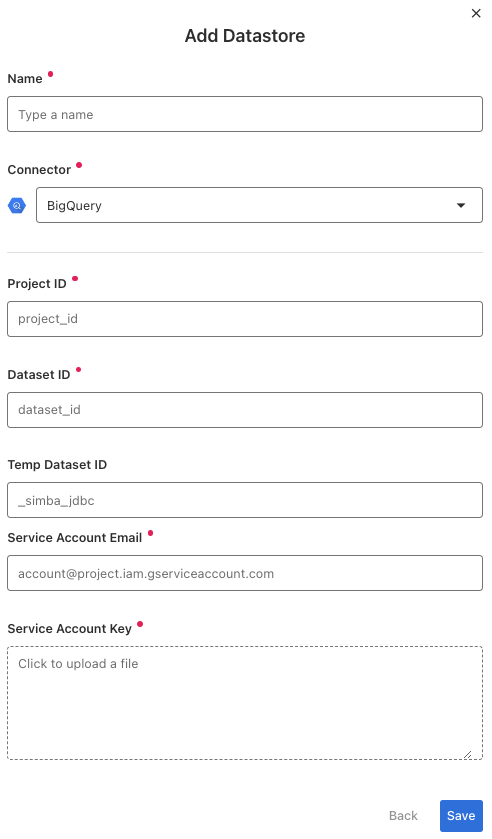 Add Datastore
Name
Type a name
Connector
BigQuery
Project ID
project_id
Dataset ID
dataset_id
Temp Dataset ID
_simba_jdbc
Service Account Email
account@project.iam.gserviceaccount.com
Service Account Key
Click to upload a file
Back Save